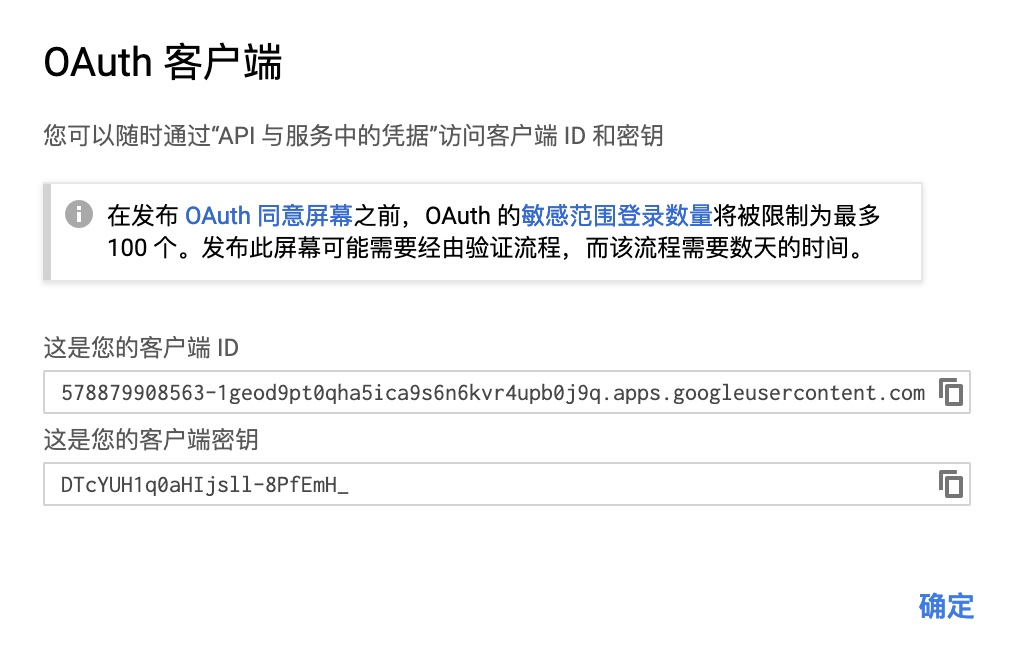 OAuth 客户端
您可以随时通过“API 与服务中的凭据”访问客户端 ID 和密钥
在发布 OAuth 同意屏幕之前，OAuth 的敏感范围登录数量将被限制为最多
100 个。发布此屏幕可能需要经由验证流程，而该流程需要数天的时间。
这是您的客户端 ID
578879908563-1geod9pt0qha5ica9s6n6kvr4upb0j9q.apps.googleusercontent.com
这是您的客户端密钥
DTcYUH1q0aHIjsll-8PfEmH_
确定